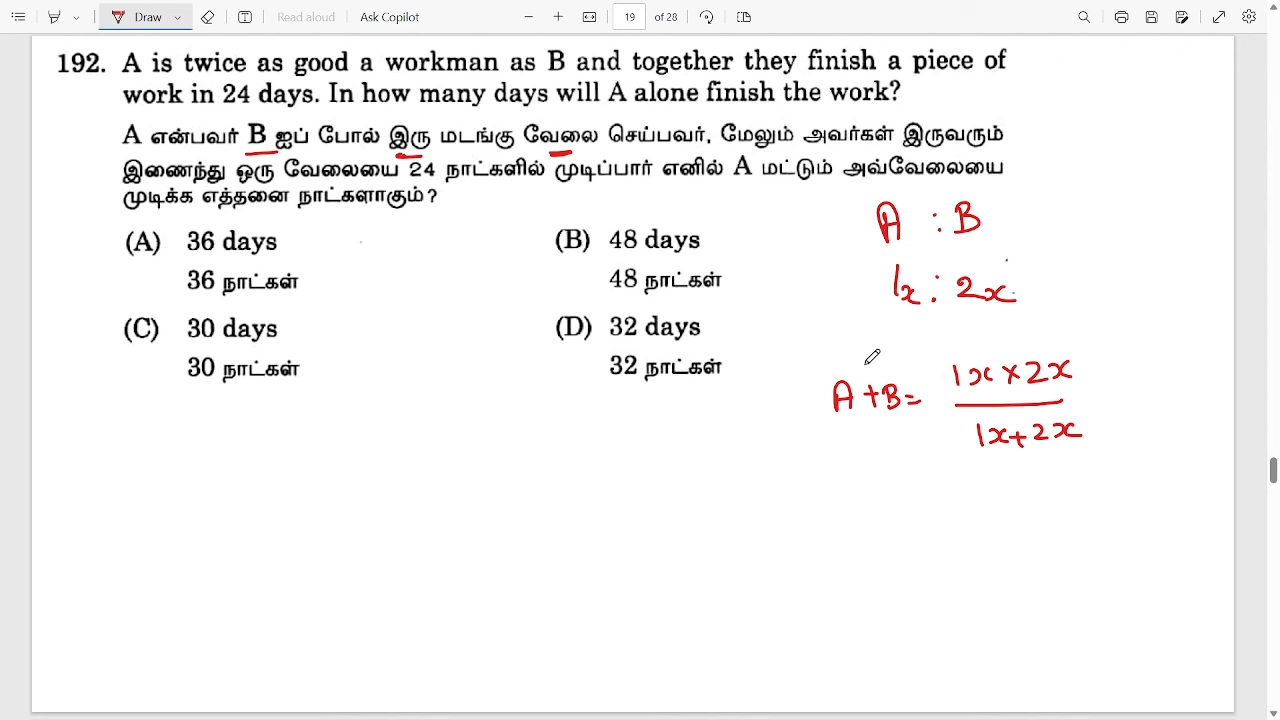 Draw
Read aloud
Ask Copilot
19 of 28
192. A is twice as good a workman as B and together they finish a piece of
work in 24 days. In how many days will A alone finish the work?
A என்பவர் B ஐப் போல் இரு மடங்கு வேலை செய்பவர், மேலும் அவர்கள் இருவரும்
இணைந்து ஒரு வேலையை 24 நாட்களில் முடிப்பார் எனில் A மட்டும் அவ்வேலையை
முடிக்க எத்தனை நாட்களாகும்?
(A) 36 days
36 நாட்கள்
(B) 48 days
48 நாட்கள்
(C) 30 days
30 நாட்கள்
(D) 32 days
32 நாட்கள்
A : B
1x : 2x
A+B= 1x×2x
1x+2x